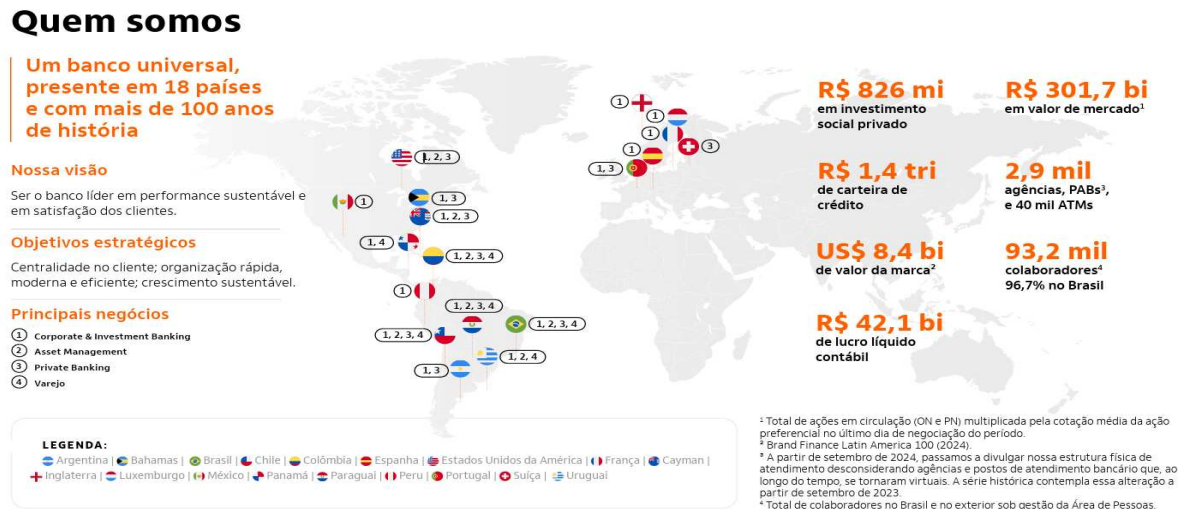 Quem somos
Um banco universal,
presente em 18 países
e com mais de 100 anos
de história
Nossa visão
Ser o banco líder em performance sustentável e
em satisfação dos clientes.
Objetivos estratégicos
Centralidade no cliente; organização rápida,
moderna e eficiente; crescimento sustentável.
Principais negócios
1 Corporate & Investment Banking
2 Asset Management
3 Private Banking
4 Varejo
1, 2, 3
1
1, 3
1, 2, 3
1, 4
1, 2, 3, 4
1
1, 2, 3, 4
1, 2, 3, 4
1, 2, 3, 4
1, 2, 4
1, 3
1
1
1
3
1
1, 3
R$ 826 mi
em investimento
social privado
R$ 301,7 bi
em valor de mercado¹
R$ 1,4 tri
de carteira de
crédito
2,9 mil
agências, PABs³,
e 40 mil ATMs
US$ 8,4 bi
de valor da marca²
93,2 mil
colaboradores⁴
96,7% no Brasil
R$ 42,1 bi
de lucro líquido
contábil
LEGENDA:
Argentina | Bahamas | Brasil | Chile | Colômbia | Espanha | Estados Unidos da América | França | Cayman |
Inglaterra | Luxemburgo | México | Panamá | Paraguai | Peru | Portugal | Suíça | Uruguai
¹ Total de ações em circulação (ON e PN) multiplicada pela cotação média da ação
preferencial no último dia de negociação do período.
² Brand Finance Latin America 100 (2024).
³ A partir de setembro de 2024, passamos a divulgar nossa estrutura física de
atendimento desconsiderando agências e postos de atendimento bancário que, ao
longo do tempo, se tornaram virtuais. A série histórica contempla essa alteração a
partir de setembro de 2023.
⁴ Total de colaboradores no Brasil e no exterior sob gestão da Área de Pessoas.